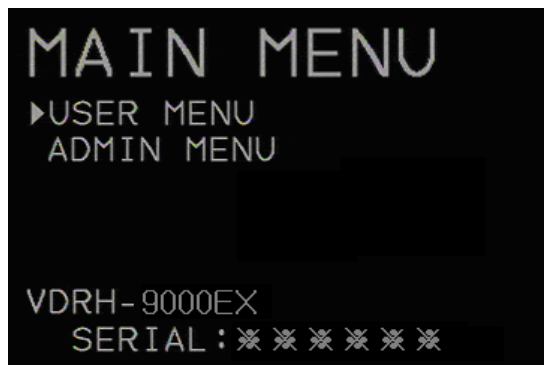 MAIN MENU
▶USER MENU
ADMIN MENU
VDRH-9000EX
SERIAL:※※※※※※